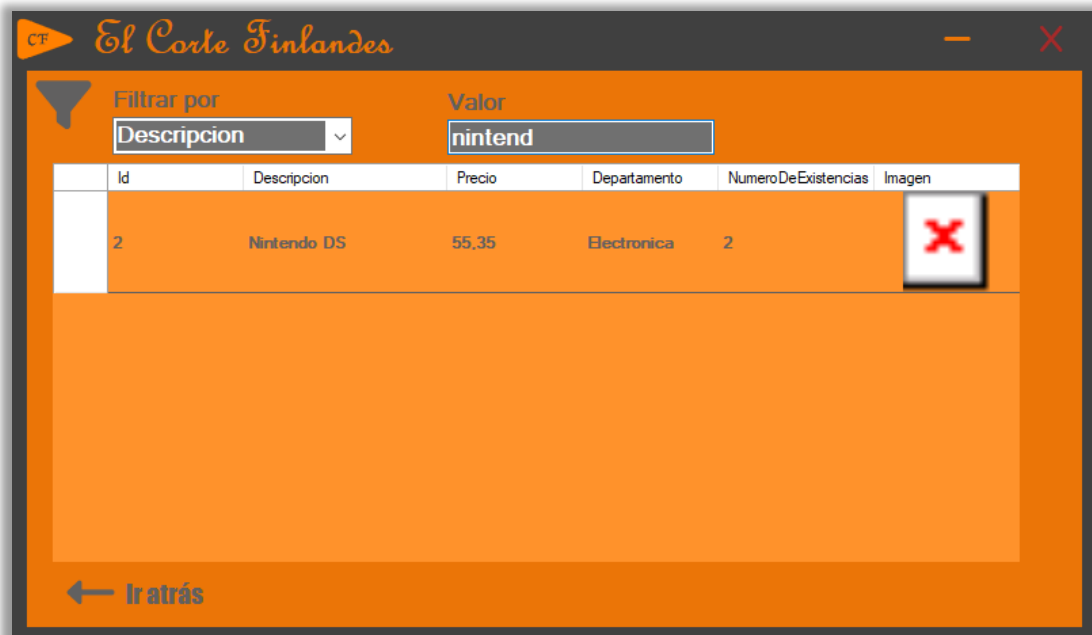 CF El Corte Finlandes
Filtrar por Valor
Descripcion nintend
Id Descripcion Precio Departamento NumeroDeExistencias Imagen
2 Nintendo DS 55,35 Electronica 2
Ir atrás